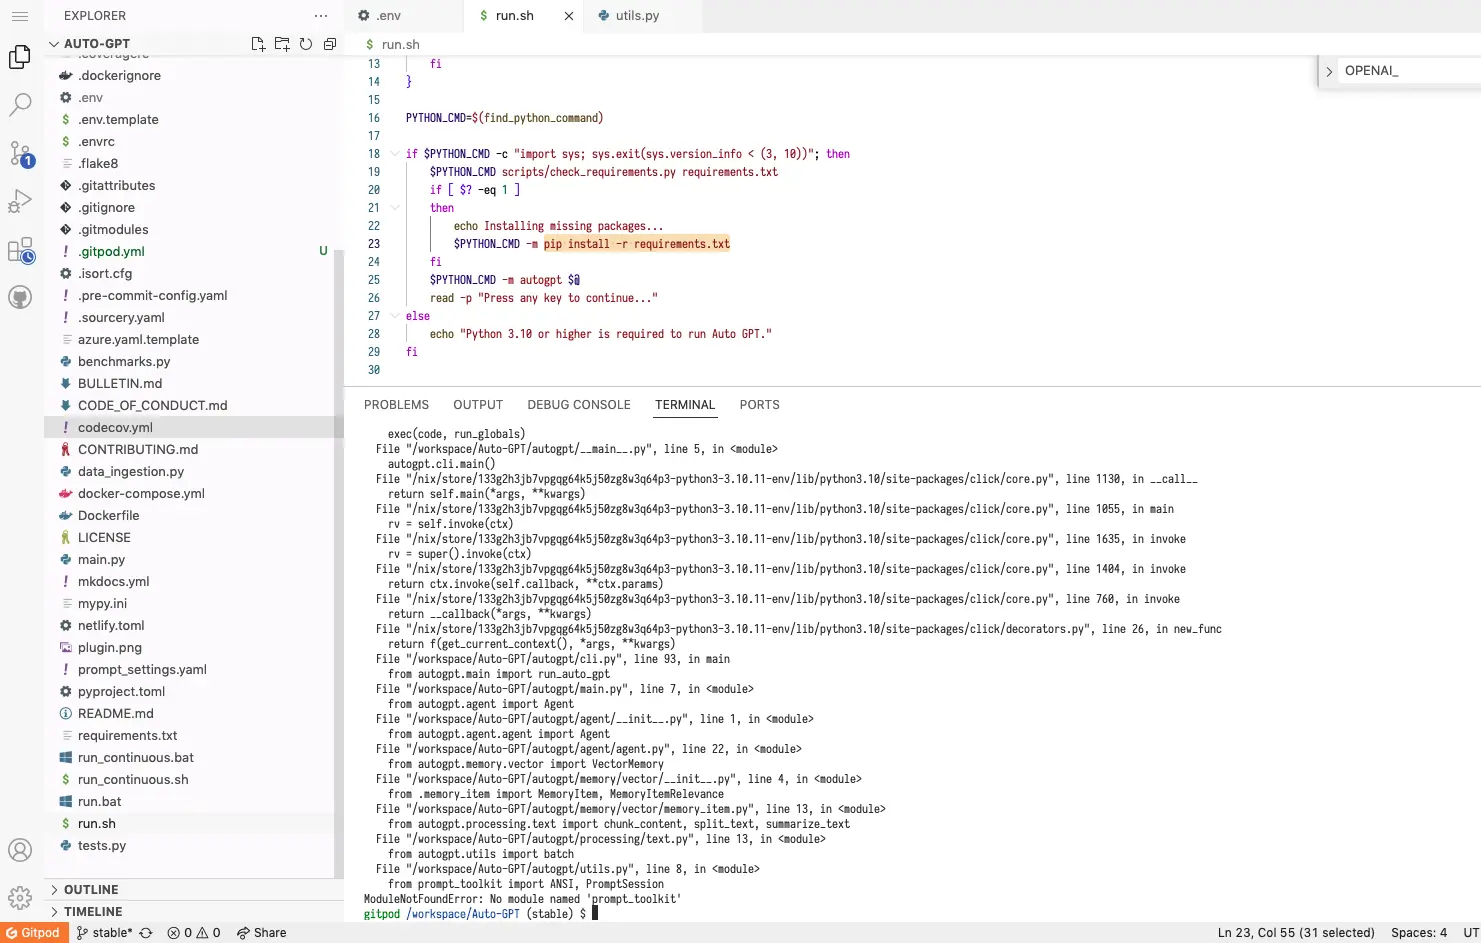 EXPLORER
AUTO-GPT
.coveragerc
.dockerignore
.env
.env.template
.envrc
.flake8
.gitattributes
.gitignore
.gitmodules
.gitpod.yml U
.isort.cfg
.pre-commit-config.yaml
.sourcery.yaml
azure.yaml.template
benchmarks.py
BULLETIN.md
CODE_OF_CONDUCT.md
codecov.yml
CONTRIBUTING.md
data_ingestion.py
docker-compose.yml
Dockerfile
LICENSE
main.py
mkdocs.yml
mypy.ini
netlify.toml
plugin.png
prompt_settings.yaml
pyproject.toml
README.md
requirements.txt
run_continuous.bat
run_continuous.sh
run.bat
run.sh
tests.py
OUTLINE
TIMELINE
1
.env
$ run.sh
utils.py
$ run.sh
OPENAI_
13 fi
14 }
15
16 PYTHON_CMD=$(find_python_command)
17
18 if $PYTHON_CMD -c "import sys; sys.exit(sys.version_info < (3, 10))"; then
19 $PYTHON_CMD scripts/check_requirements.py requirements.txt
20 if [ $? -eq 1 ]
21 then
22 echo Installing missing packages...
23 $PYTHON_CMD -m pip install -r requirements.txt
24 fi
25 $PYTHON_CMD -m autogpt $@
26 read -p "Press any key to continue..."
27 else
28 echo "Python 3.10 or higher is required to run Auto GPT."
29 fi
30
PROBLEMS OUTPUT DEBUG CONSOLE TERMINAL PORTS
exec(code, run_globals)
File "/workspace/Auto-GPT/autogpt/__main__.py", line 5, in <module>
autogpt.cli.main()
File "/nix/store/133g2h3jb7vpgqg64k5j50zg8w3q64p3-python3-3.10.11-env/lib/python3.10/site-packages/click/core.py", line 1130, in __call__
return self.main(*args, **kwargs)
File "/nix/store/133g2h3jb7vpgqg64k5j50zg8w3q64p3-python3-3.10.11-env/lib/python3.10/site-packages/click/core.py", line 1055, in main
rv = self.invoke(ctx)
File "/nix/store/133g2h3jb7vpgqg64k5j50zg8w3q64p3-python3-3.10.11-env/lib/python3.10/site-packages/click/core.py", line 1635, in invoke
rv = super().invoke(ctx)
File "/nix/store/133g2h3jb7vpgqg64k5j50zg8w3q64p3-python3-3.10.11-env/lib/python3.10/site-packages/click/core.py", line 1404, in invoke
return ctx.invoke(self.callback, **ctx.params)
File "/nix/store/133g2h3jb7vpgqg64k5j50zg8w3q64p3-python3-3.10.11-env/lib/python3.10/site-packages/click/core.py", line 760, in invoke
return __callback(*args, **kwargs)
File "/nix/store/133g2h3jb7vpgqg64k5j50zg8w3q64p3-python3-3.10.11-env/lib/python3.10/site-packages/click/decorators.py", line 26, in new_func
return f(get_current_context(), *args, **kwargs)
File "/workspace/Auto-GPT/autogpt/cli.py", line 93, in main
from autogpt.main import run_auto_gpt
File "/workspace/Auto-GPT/autogpt/main.py", line 7, in <module>
from autogpt.agent import Agent
File "/workspace/Auto-GPT/autogpt/agent/__init__.py", line 1, in <module>
from autogpt.agent.agent import Agent
File "/workspace/Auto-GPT/autogpt/agent/agent.py", line 22, in <module>
from autogpt.memory.vector import VectorMemory
File "/workspace/Auto-GPT/autogpt/memory/vector/__init__.py", line 4, in <module>
from .memory_item import MemoryItem, MemoryItemRelevance
File "/workspace/Auto-GPT/autogpt/memory/vector/memory_item.py", line 13, in <module>
from autogpt.processing.text import chunk_content, split_text, summarize_text
File "/workspace/Auto-GPT/autogpt/processing/text.py", line 13, in <module>
from autogpt.utils import batch
File "/workspace/Auto-GPT/autogpt/utils.py", line 8, in <module>
from prompt_toolkit import ANSI, PromptSession
ModuleNotFoundError: No module named 'prompt_toolkit'
gitpod /workspace/Auto-GPT (stable) $
Gitpod stable* 0 0 Share Ln 23, Col 55 (31 selected) Spaces: 4 UT